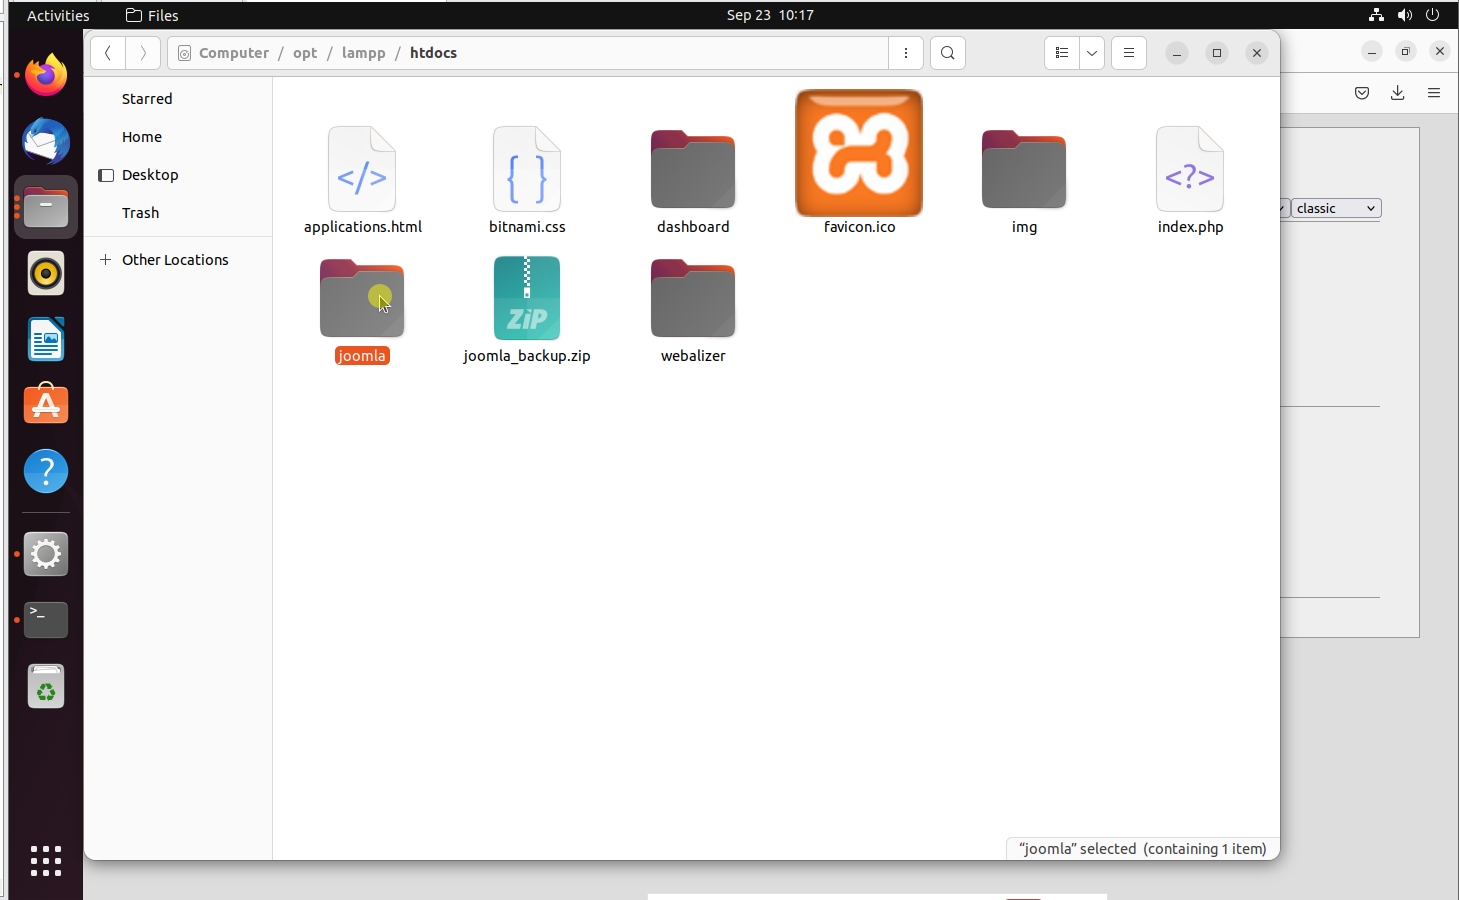 Activities
Files
Sep 23 10:17
Computer / opt / lampp / htdocs
Starred
Home
Desktop
Trash
+ Other Locations
</>
{ }
<?>
applications.html
bitnami.css
dashboard
favicon.ico
img
index.php
classic
ZiP
joomla
joomla_backup.zip
webalizer
?
>_
"joomla" selected (containing 1 item)